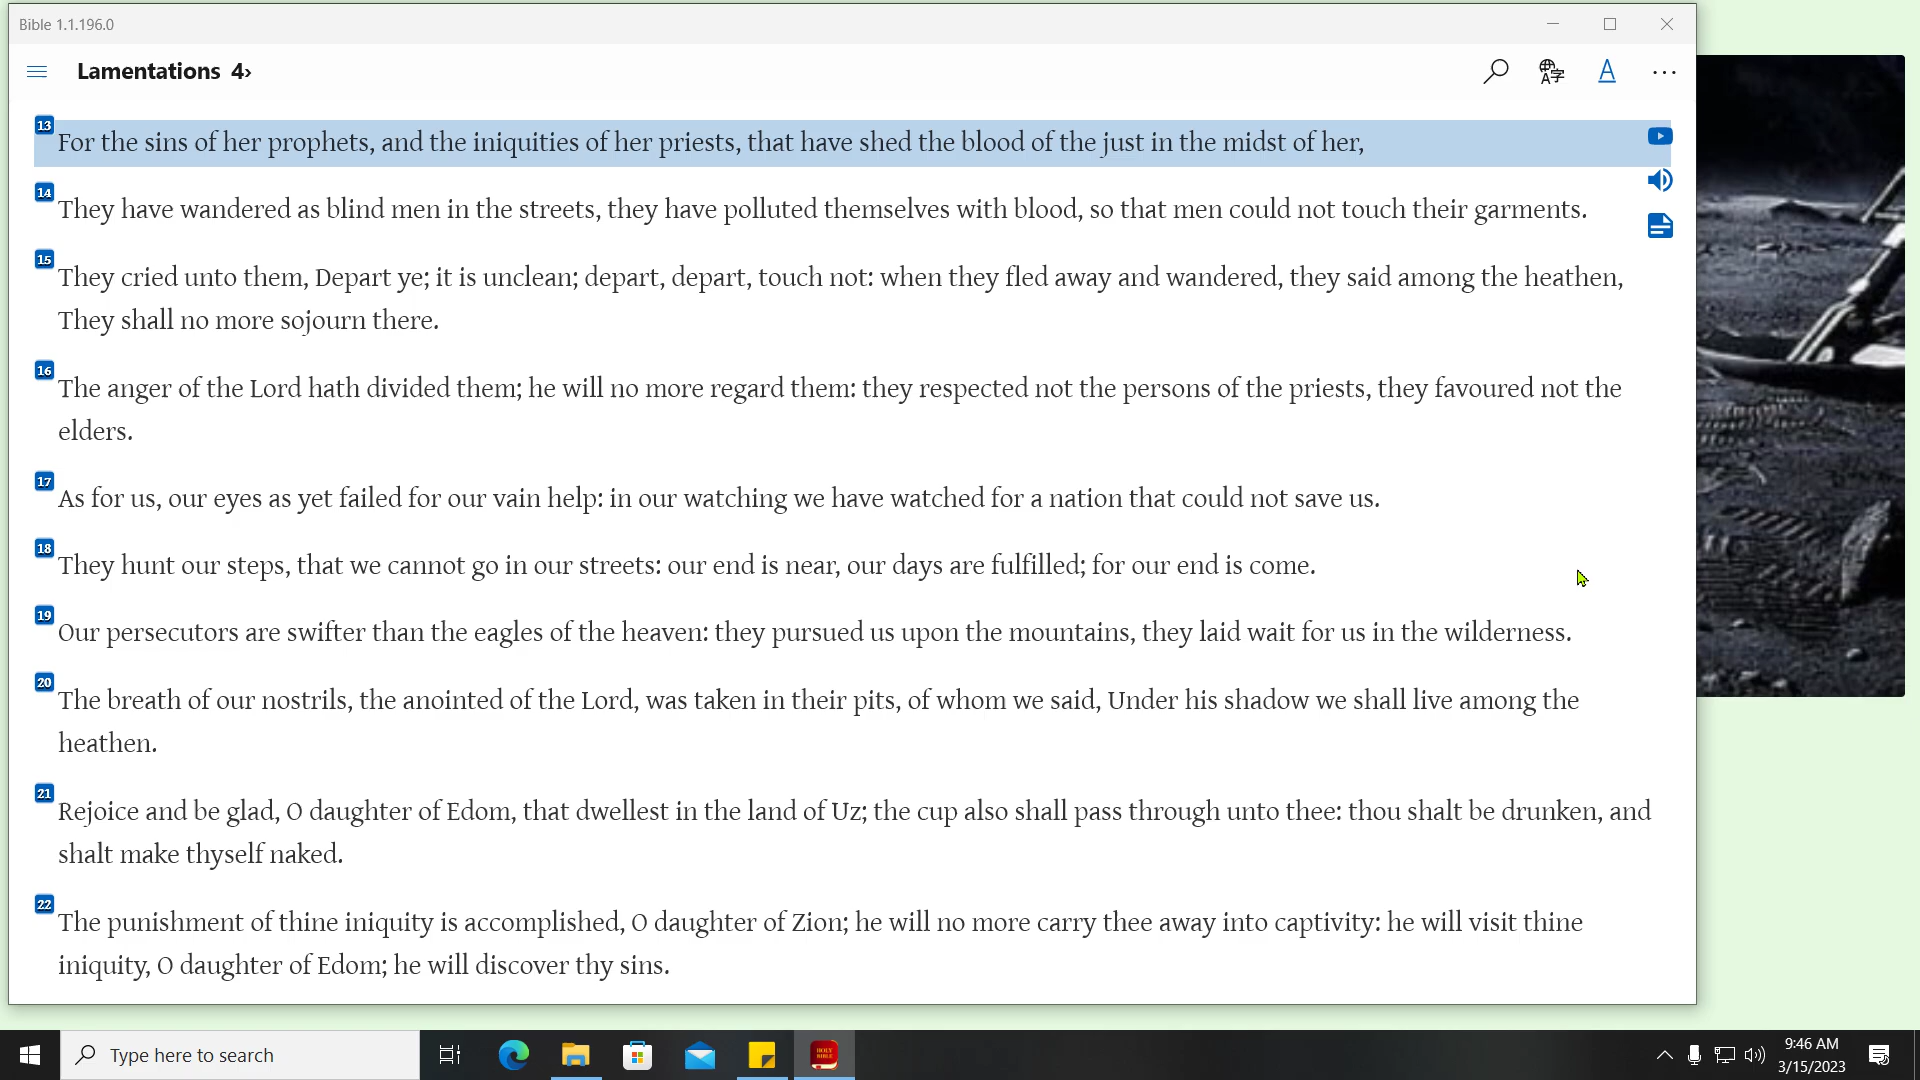 Bible 1.1.196.0
Lamentations 4›
13
For the sins of her prophets, and the iniquities of her priests, that have shed the blood of the just in the midst of her,
14
They have wandered as blind men in the streets, they have polluted themselves with blood, so that men could not touch their garments.
15
They cried unto them, Depart ye; it is unclean; depart, depart, touch not: when they fled away and wandered, they said among the heathen,
They shall no more sojourn there.
16
The anger of the Lord hath divided them; he will no more regard them: they respected not the persons of the priests, they favoured not the
elders.
17
As for us, our eyes as yet failed for our vain help: in our watching we have watched for a nation that could not save us.
18
They hunt our steps, that we cannot go in our streets: our end is near, our days are fulfilled; for our end is come.
19
Our persecutors are swifter than the eagles of the heaven: they pursued us upon the mountains, they laid wait for us in the wilderness.
20
The breath of our nostrils, the anointed of the Lord, was taken in their pits, of whom we said, Under his shadow we shall live among the
heathen.
21
Rejoice and be glad, O daughter of Edom, that dwellest in the land of Uz; the cup also shall pass through unto thee: thou shalt be drunken, and
shalt make thyself naked.
22
The punishment of thine iniquity is accomplished, O daughter of Zion; he will no more carry thee away into captivity: he will visit thine
iniquity, O daughter of Edom; he will discover thy sins.
Type here to search
HOLY
BIBLE
9:46 AM
3/15/2023